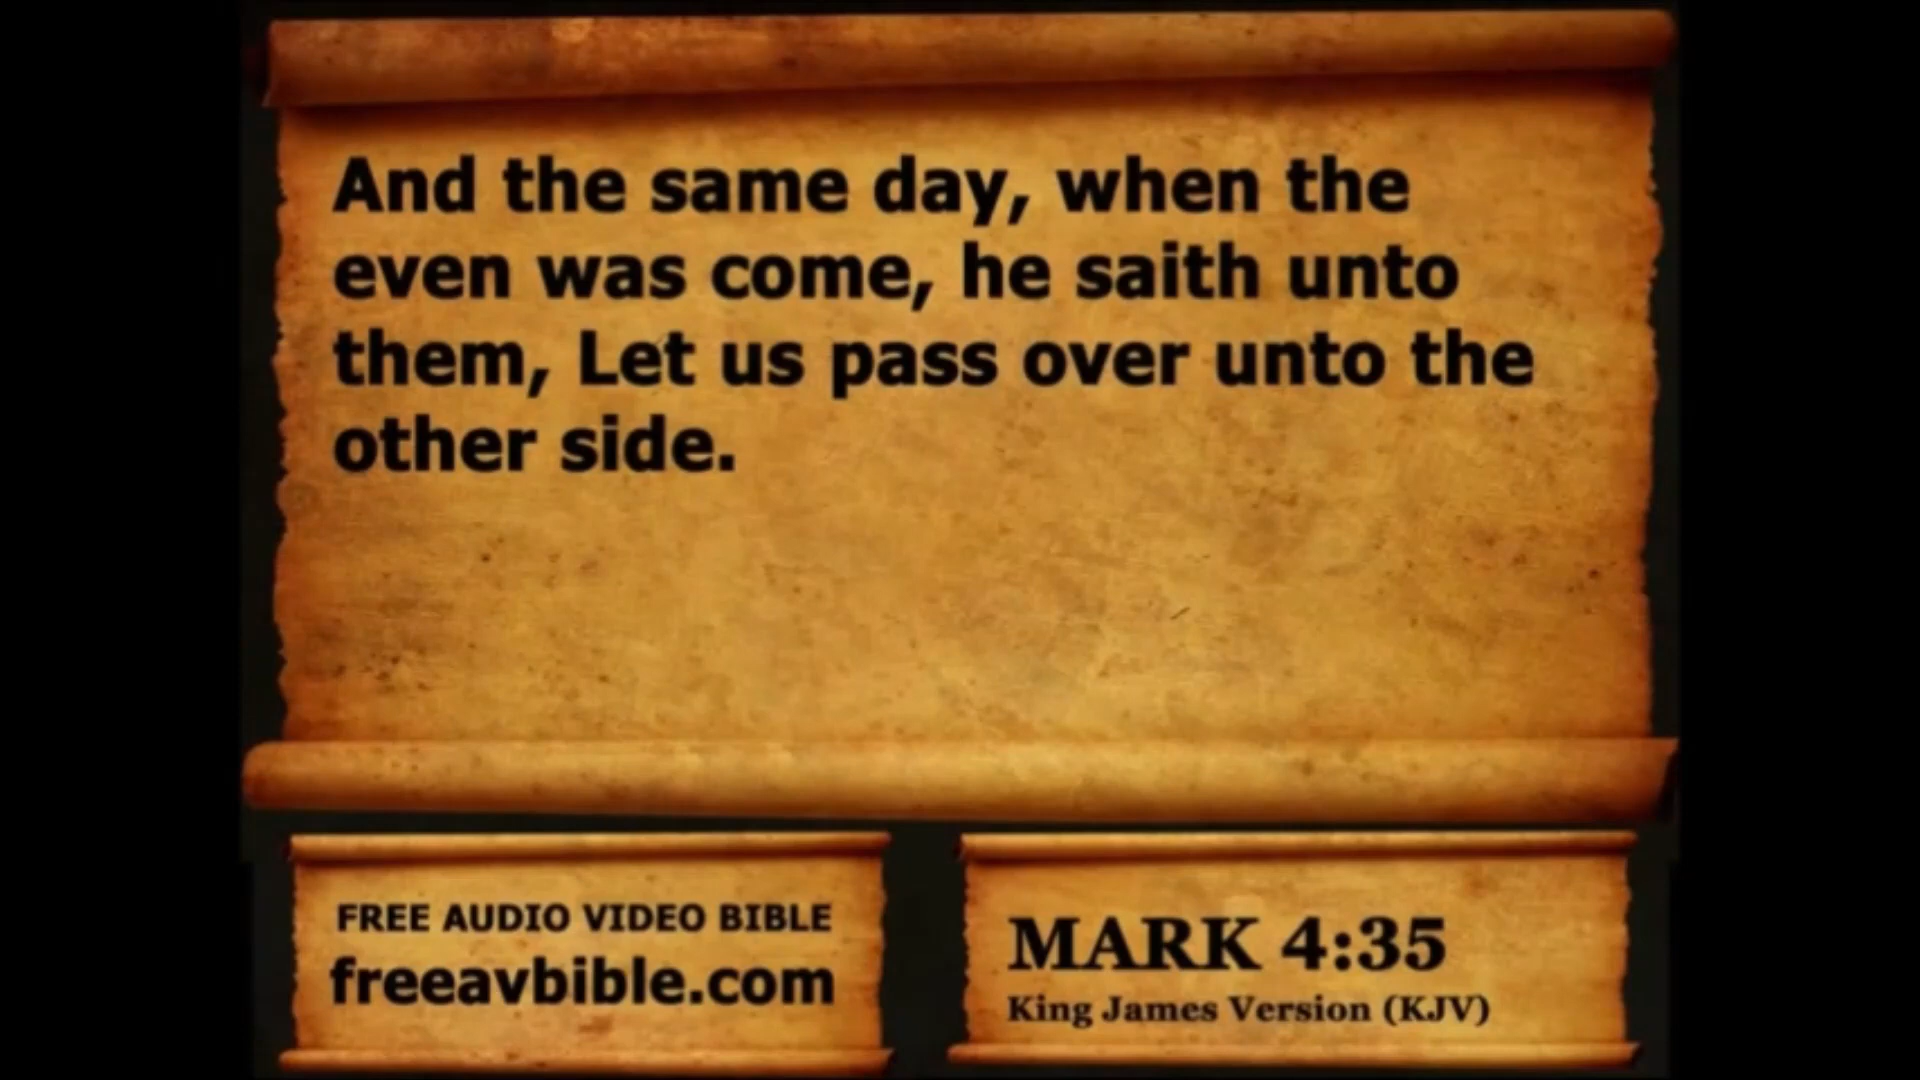 And the same day, when the
even was come, he saith unto
them, Let us pass over unto the
other side.
FREE AUDIO VIDEO BIBLE
freeavbible.com
MARK 4:35
King James Version (KJV)